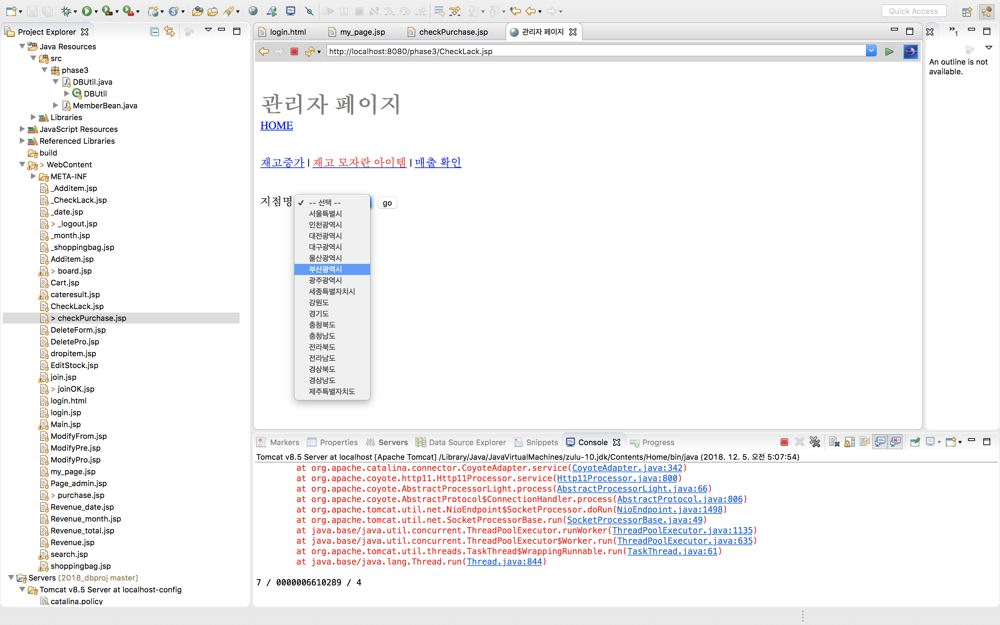 Quick Access
Project Explorer
Java Resources
src
phase3
DBUtil.java
DBUtil
MemberBean.java
Libraries
JavaScript Resources
Referenced Libraries
build
> WebContent
META-INF
_Additem.jsp
_CheckLack.jsp
_date.jsp
> _logout.jsp
_month.jsp
_shoppingbag.jsp
Additem.jsp
> board.jsp
Cart.jsp
cateresult.jsp
CheckLack.jsp
> checkPurchase.jsp
DeleteForm.jsp
DeletePro.jsp
dropitem.jsp
EditStock.jsp
join.jsp
> joinOK.jsp
login.html
login.jsp
Main.jsp
ModifyFrom.jsp
ModifyPre.jsp
ModifyPro.jsp
my_page.jsp
Page_admin.jsp
> purchase.jsp
Revenue_date.jsp
Revenue_month.jsp
Revenue_total.jsp
Revenue.jsp
search.jsp
shoppingbag.jsp
Servers [2018_dbproj master]
Tomcat v8.5 Server at localhost-config
catalina.policy
login.html my_page.jsp checkPurchase.jsp 관리자 페이지
http://localhost:8080/phase3/CheckLack.jsp
관리자 페이지
HOME
재고증가 | 재고 모자란 아이템 | 매출 확인
지점명 ✓ -- 선택 -- go
서울특별시
인천광역시
대전광역시
대구광역시
울산광역시
부산광역시
광주광역시
세종특별자치시
강원도
경기도
충청북도
충청남도
전라북도
전라남도
경상북도
경상남도
제주특별자치도
»1
An outline is not
available.
Markers Properties Servers Data Source Explorer Snippets Console Progress
Tomcat v8.5 Server at localhost [Apache Tomcat] /Library/Java/JavaVirtualMachines/zulu-10.jdk/Contents/Home/bin/java (2018. 12. 5. 오전 5:07:54)
at org.apache.catalina.connector.CoyoteAdapter.service(CoyoteAdapter.java:342)
at org.apache.coyote.http11.Http11Processor.service(Http11Processor.java:800)
at org.apache.coyote.AbstractProcessorLight.process(AbstractProcessorLight.java:66)
at org.apache.coyote.AbstractProtocol$ConnectionHandler.process(AbstractProtocol.java:806)
at org.apache.tomcat.util.net.NioEndpoint$SocketProcessor.doRun(NioEndpoint.java:1498)
at org.apache.tomcat.util.net.SocketProcessorBase.run(SocketProcessorBase.java:49)
at java.base/java.util.concurrent.ThreadPoolExecutor.runWorker(ThreadPoolExecutor.java:1135)
at java.base/java.util.concurrent.ThreadPoolExecutor$Worker.run(ThreadPoolExecutor.java:635)
at org.apache.tomcat.util.threads.TaskThread$WrappingRunnable.run(TaskThread.java:61)
at java.base/java.lang.Thread.run(Thread.java:844)
7 / 0000006610289 / 4